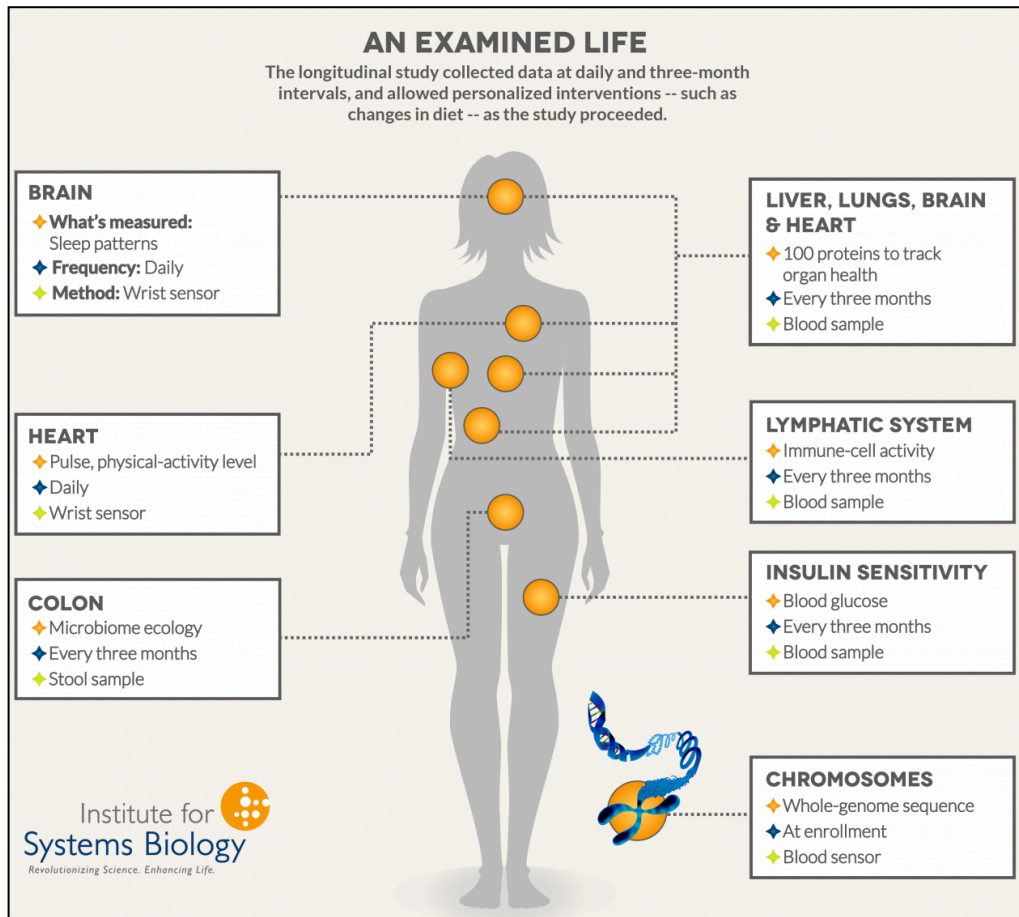 AN EXAMINED LIFE
The longitudinal study collected data at daily and three-month
intervals, and allowed personalized interventions -- such as
changes in diet -- as the study proceeded.
BRAIN
What's measured:
Sleep patterns
Frequency: Daily
Method: Wrist sensor
HEART
Pulse, physical-activity level
Daily
Wrist sensor
COLON
Microbiome ecology
Every three months
Stool sample
LIVER, LUNGS, BRAIN
& HEART
100 proteins to track
organ health
Every three months
Blood sample
LYMPHATIC SYSTEM
Immune-cell activity
Every three months
Blood sample
INSULIN SENSITIVITY
Blood glucose
Every three months
Blood sample
CHROMOSOMES
Whole-genome sequence
At enrollment
Blood sensor
Institute for
Systems Biology
Revolutionizing Science. Enhancing Life.